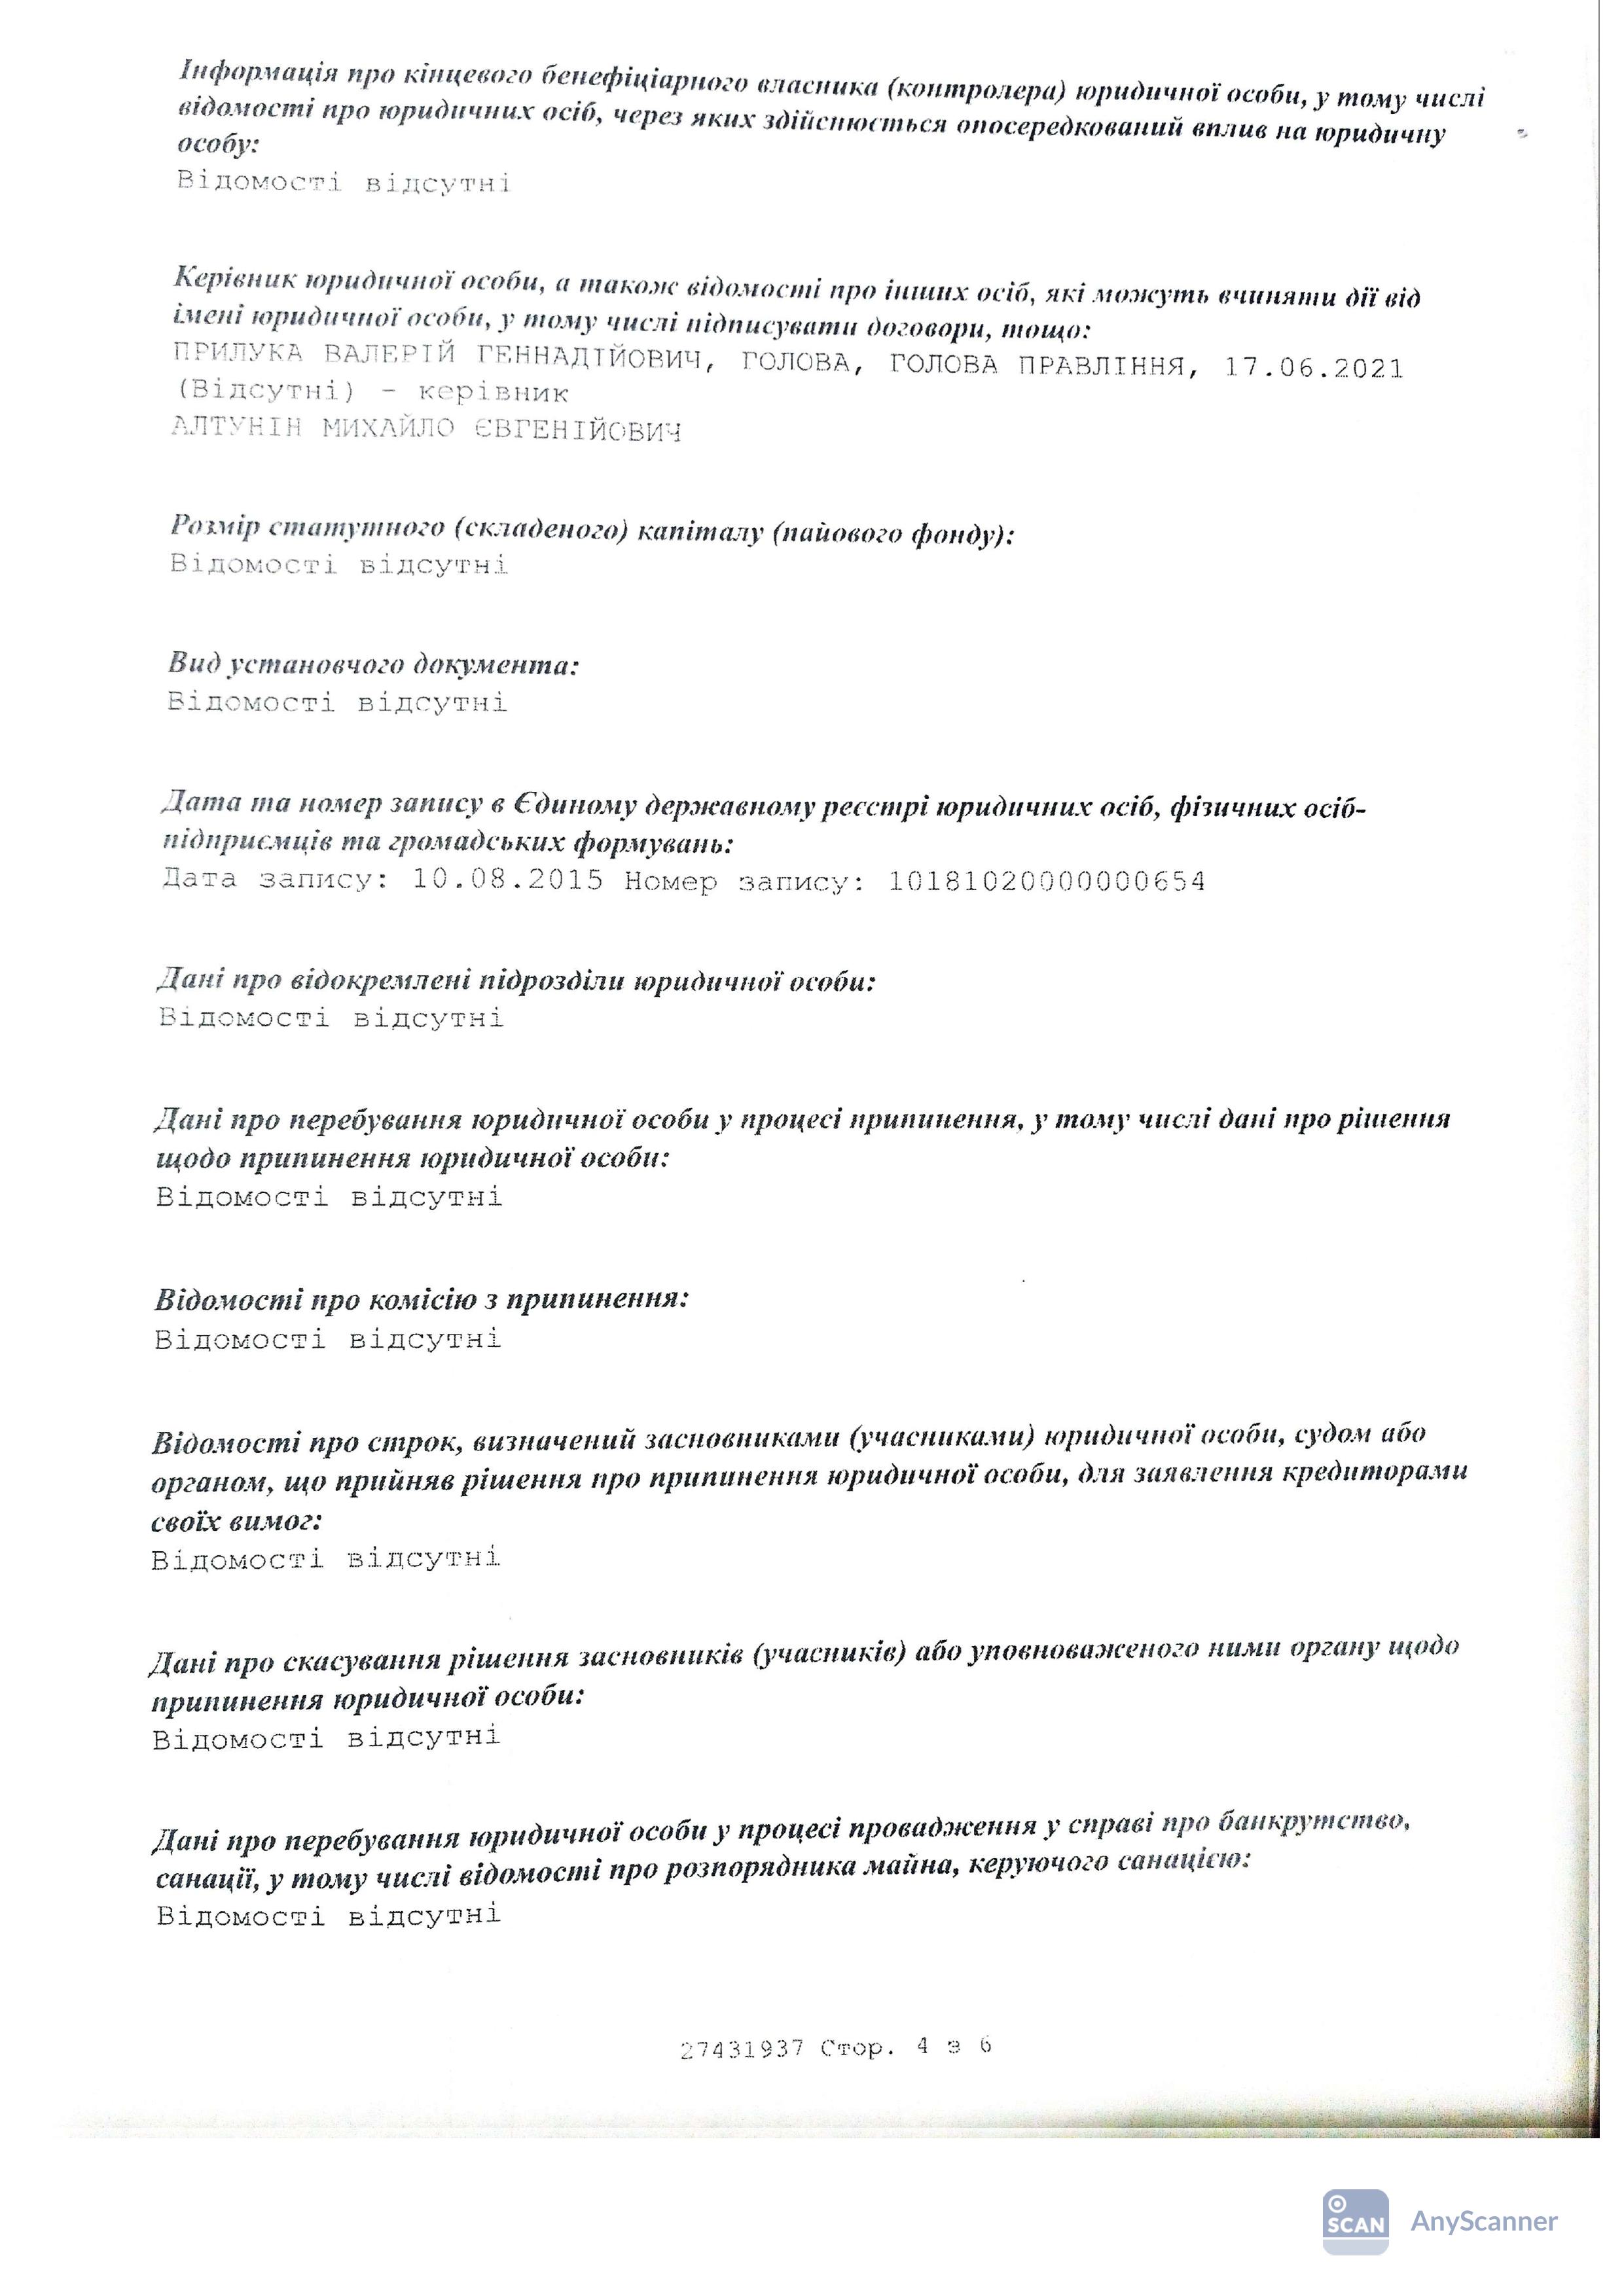 Інформація про кінцевого бенефіціарного власника (контролера) юридичної особи, у тому числі
відомості про юридичних осіб, через яких здійснюється опосередкований вплив на юридичну
особу:
Відомості відсутні
Керівник юридичної особи, а також відомості про інших осіб, які можуть вчиняти дії від
імені юридичної особи, у тому числі підписувати договори, тощо:
ПРИЛУКА ВАЛЕРІЙ ГЕННАДІЙОВИЧ, ГОЛОВА, ГОЛОВА ПРАВЛІННЯ, 17.06.2021
(Відсутні) - керівник
АЛТУНІН МИХАЙЛО ЄВГЕНІЙОВИЧ
Розмір статутного (складеного) капіталу (пайового фонду):
Відомості відсутні
Вид установчого документа:
Відомості відсутні
Дата та номер запису в Єдиному державному реєстрі юридичних осіб, фізичних осіб-
підприємців та громадських формувань:
Дата запису: 10.08.2015 Номер запису: 10181020000000654
Дані про відокремлені підрозділи юридичної особи:
Відомості відсутні
Дані про перебування юридичної особи у процесі припинення, у тому числі дані про рішення
щодо припинення юридичної особи:
Відомості відсутні
Відомості про комісію з припинення:
Відомості відсутні
Відомості про строк, визначений засновниками (учасниками) юридичної особи, судом або
органом, що прийняв рішення про припинення юридичної особи, для заявлення кредиторами
своїх вимог:
Відомості відсутні
Дані про скасування рішення засновників (учасників) або уповноваженого ними органу щодо
припинення юридичної особи:
Відомості відсутні
Дані про перебування юридичної особи у процесі провадження у справі про банкрутство,
санації, у тому числі відомості про розпорядника майна, керуючого санацією:
Відомості відсутні
27431937 Стор. 4 з 6
SCAN AnyScanner